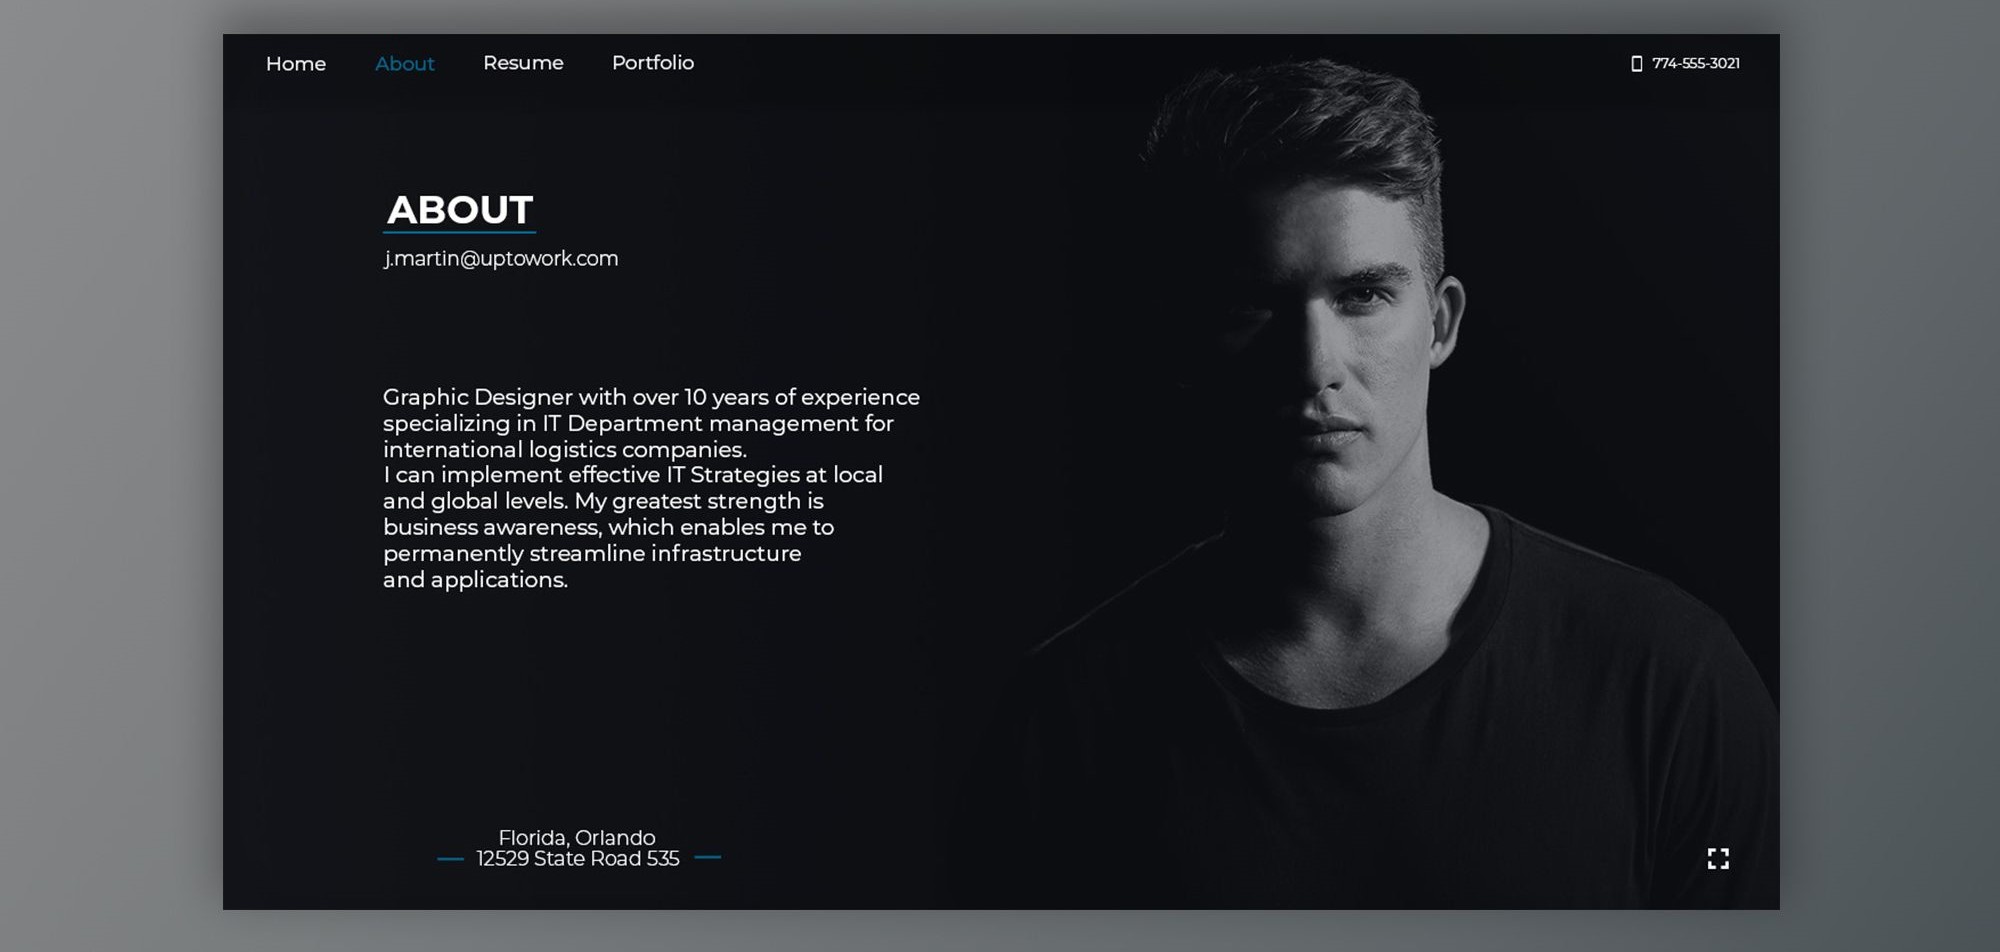 Home About Resume Portfolio 774-555-3021
ABOUT
j.martin@uptowork.com
Graphic Designer with over 10 years of experience
specializing in IT Department management for
international logistics companies.
I can implement effective IT Strategies at local
and global levels. My greatest strength is
business awareness, which enables me to
permanently streamline infrastructure
and applications.
Florida, Orlando
12529 State Road 535